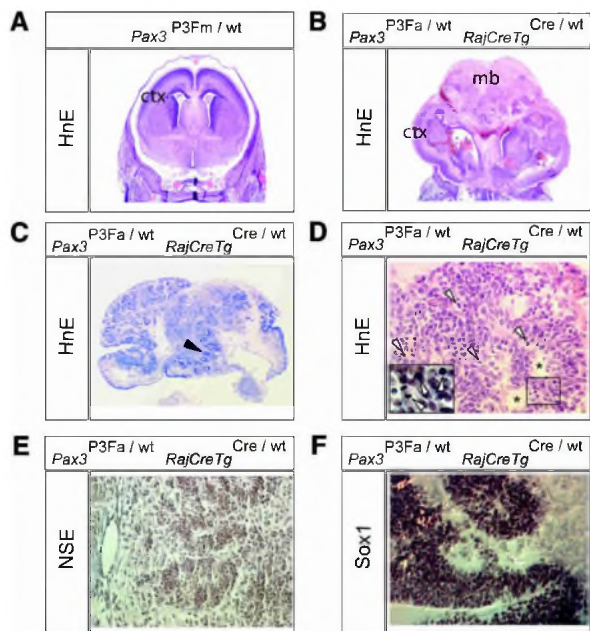 A
Pax3 P3Fm / wt
HnE
ctx
B
Pax3 P3Fa / wt RajCreTg Cre / wt
HnE
mb
ctx
C
Pax3 P3Fa / wt RajCreTg Cre / wt
HnE
D
Pax3 P3Fa / wt RajCreTg Cre / wt
HnE
*
*
E
Pax3 P3Fa / wt RajCreTg Cre / wt
NSE
F
Pax3 P3Fa / wt RajCreTg Cre / wt
Sox1